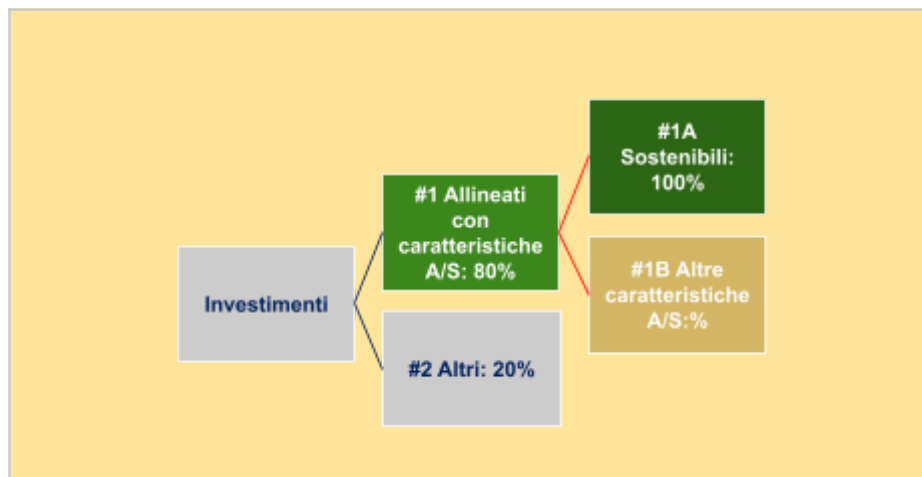 Investimenti
#1 Allineati
con
caratteristiche
A/S: 80%
#2 Altri: 20%
#1A
Sostenibili:
100%
#1B Altre
caratteristiche
A/S:%